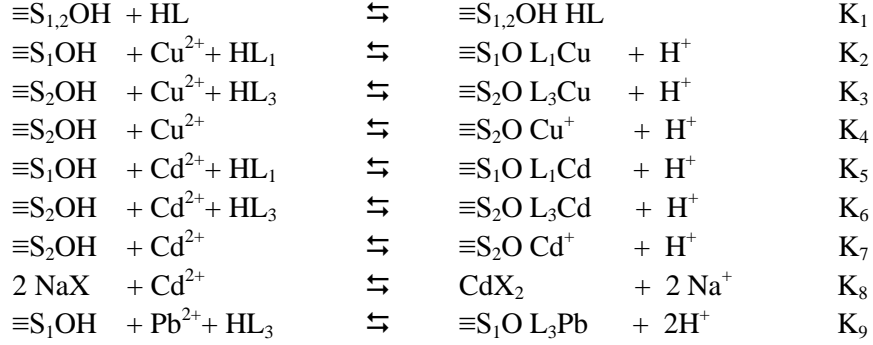 ≡S₁,₂OH + HL ⇆ ≡S₁,₂OH HL K₁
≡S₁OH + Cu²⁺+ HL₁ ⇆ ≡S₁O L₁Cu + H⁺ K₂
≡S₂OH + Cu²⁺+ HL₃ ⇆ ≡S₂O L₃Cu + H⁺ K₃
≡S₂OH + Cu²⁺ ⇆ ≡S₂O Cu⁺ + H⁺ K₄
≡S₁OH + Cd²⁺+ HL₁ ⇆ ≡S₁O L₁Cd + H⁺ K₅
≡S₂OH + Cd²⁺+ HL₃ ⇆ ≡S₂O L₃Cd + H⁺ K₆
≡S₂OH + Cd²⁺ ⇆ ≡S₂O Cd⁺ + H⁺ K₇
2 NaX + Cd²⁺ ⇆ CdX₂ + 2 Na⁺ K₈
≡S₁OH + Pb²⁺+ HL₃ ⇆ ≡S₁O L₃Pb + 2H⁺ K₉